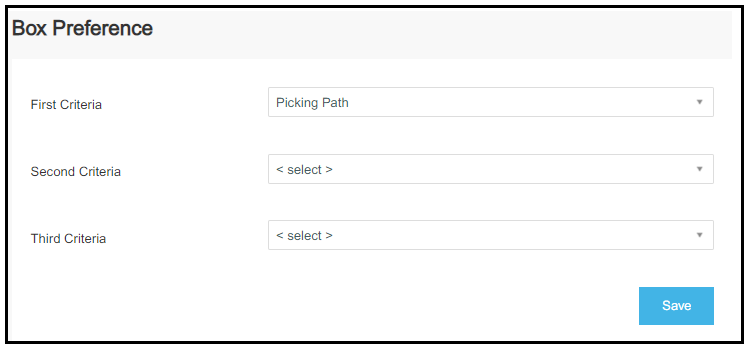 Box Preference
First Criteria
Picking Path
Second Criteria
< select >
Third Criteria
< select >
Save